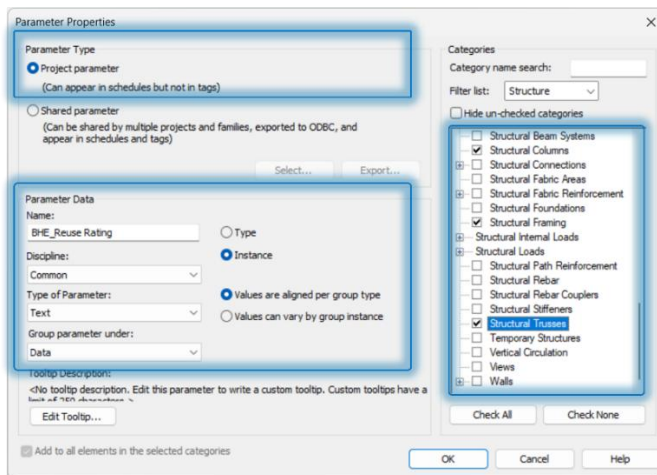 Parameter Properties
Parameter Type
Project parameter
(Can appear in schedules but not in tags)
Shared parameter
(Can be shared by multiple projects and families, exported to ODBC, and
appear in schedules and tags)
Select...
Export...
Parameter Data
Name:
BHE_Reuse Rating
Type
Discipline:
Instance
Common
Type of Parameter:
Values are aligned per group type
Text
Values can vary by group instance
Group parameter under:
Data
Tooltip Description:
<No tooltip description. Edit this parameter to write a custom tooltip. Custom tooltips have a
limit of 250 characters.>
Edit Tooltip...
Add to all elements in the selected categories
Categories
Category name search:
Filter list:
Structure
Hide un-checked categories
Structural Beam Systems
Structural Columns
Structural Connections
Structural Fabric Areas
Structural Fabric Reinforcement
Structural Foundations
Structural Framing
Structural Internal Loads
Structural Loads
Structural Path Reinforcement
Structural Rebar
Structural Rebar Couplers
Structural Stiffeners
Structural Trusses
Temporary Structures
Vertical Circulation
Views
Walls
Check All
Check None
OK
Cancel
Help